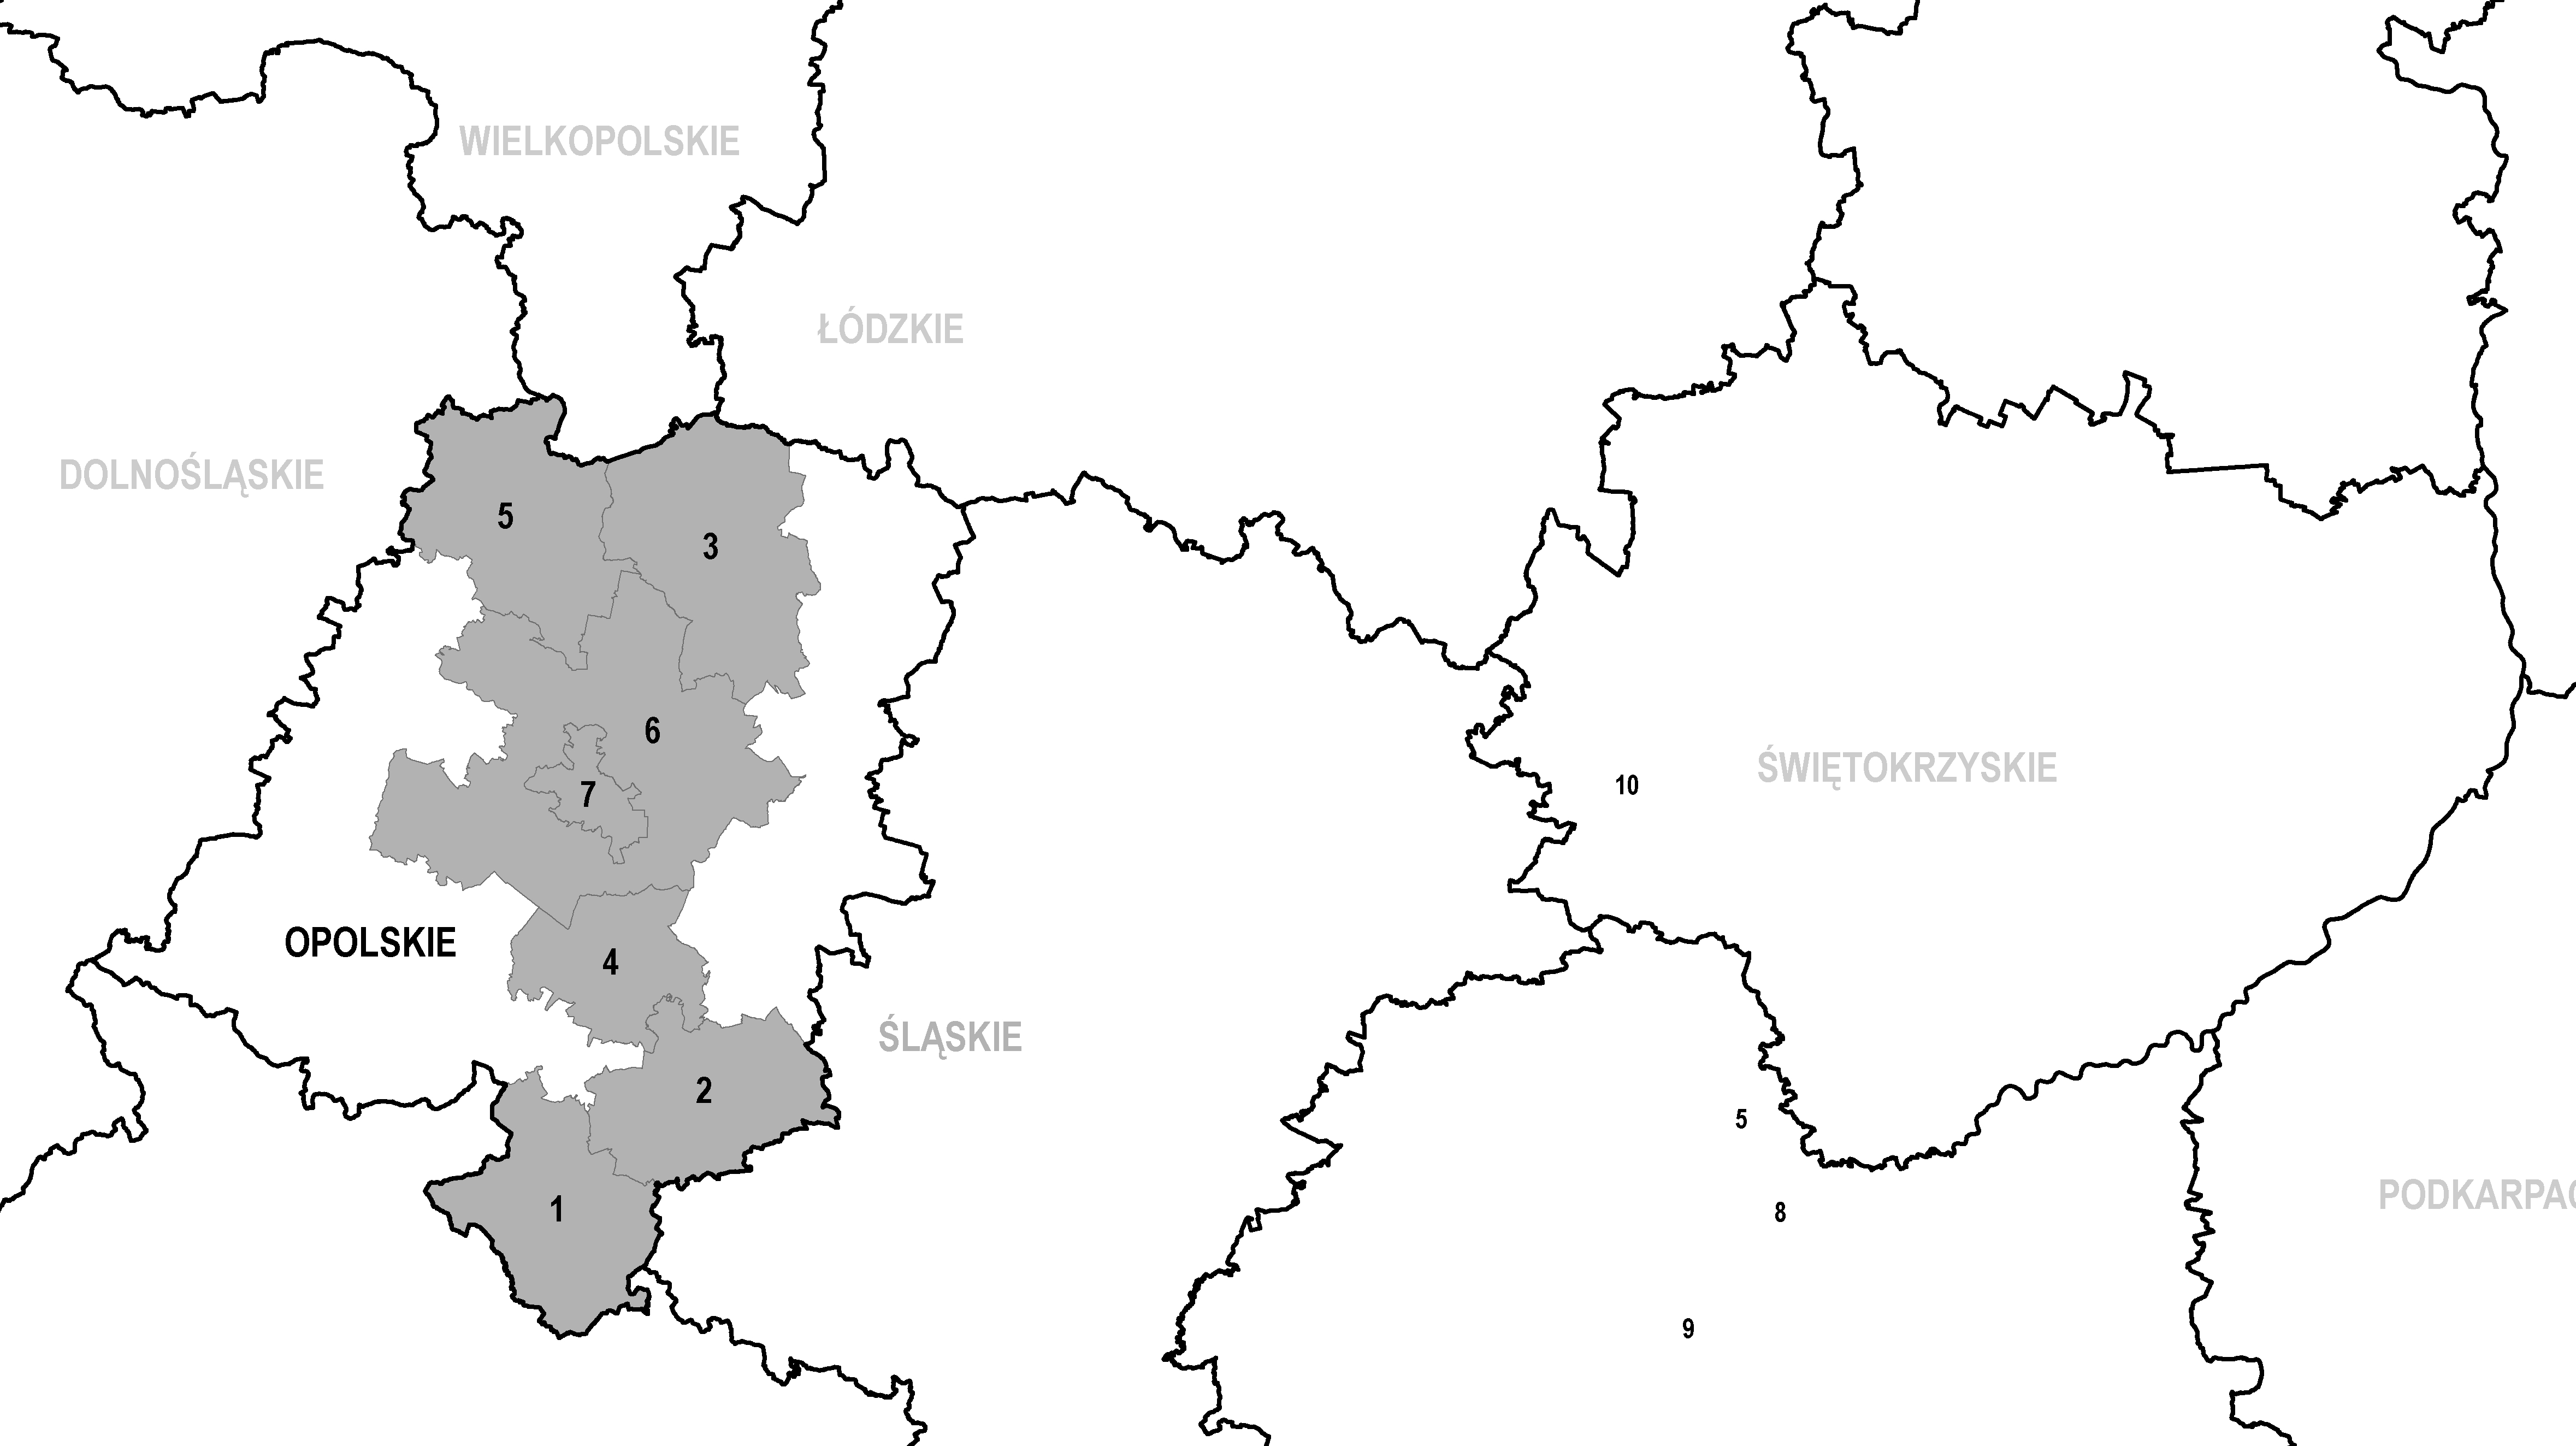 WIELKOPOLSKIE
ŁÓDZKIE
DOLNOŚLĄSKIE
5
3
6
ŚWIĘTOKRZYSKIE
10
7
OPOLSKIE
4
ŚLĄSKIE
2
5
PODKARPAC
1
8
9